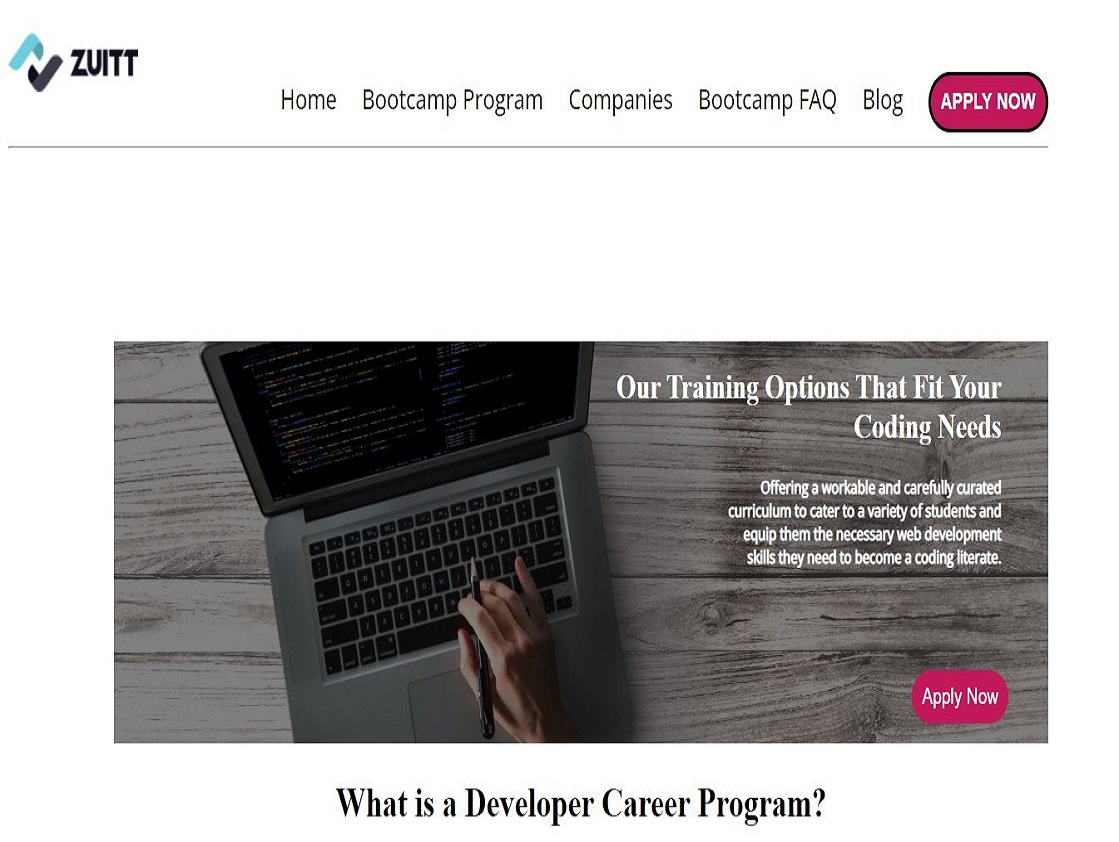 ZUITT
Home Bootcamp Program Companies Bootcamp FAQ Blog APPLY NOW
Our Training Options That Fit Your
Coding Needs
Offering a workable and carefully curated
curriculum to cater to a variety of students and
equip them the necessary web development
skills they need to become a coding literate.
Apply Now
What is a Developer Career Program?